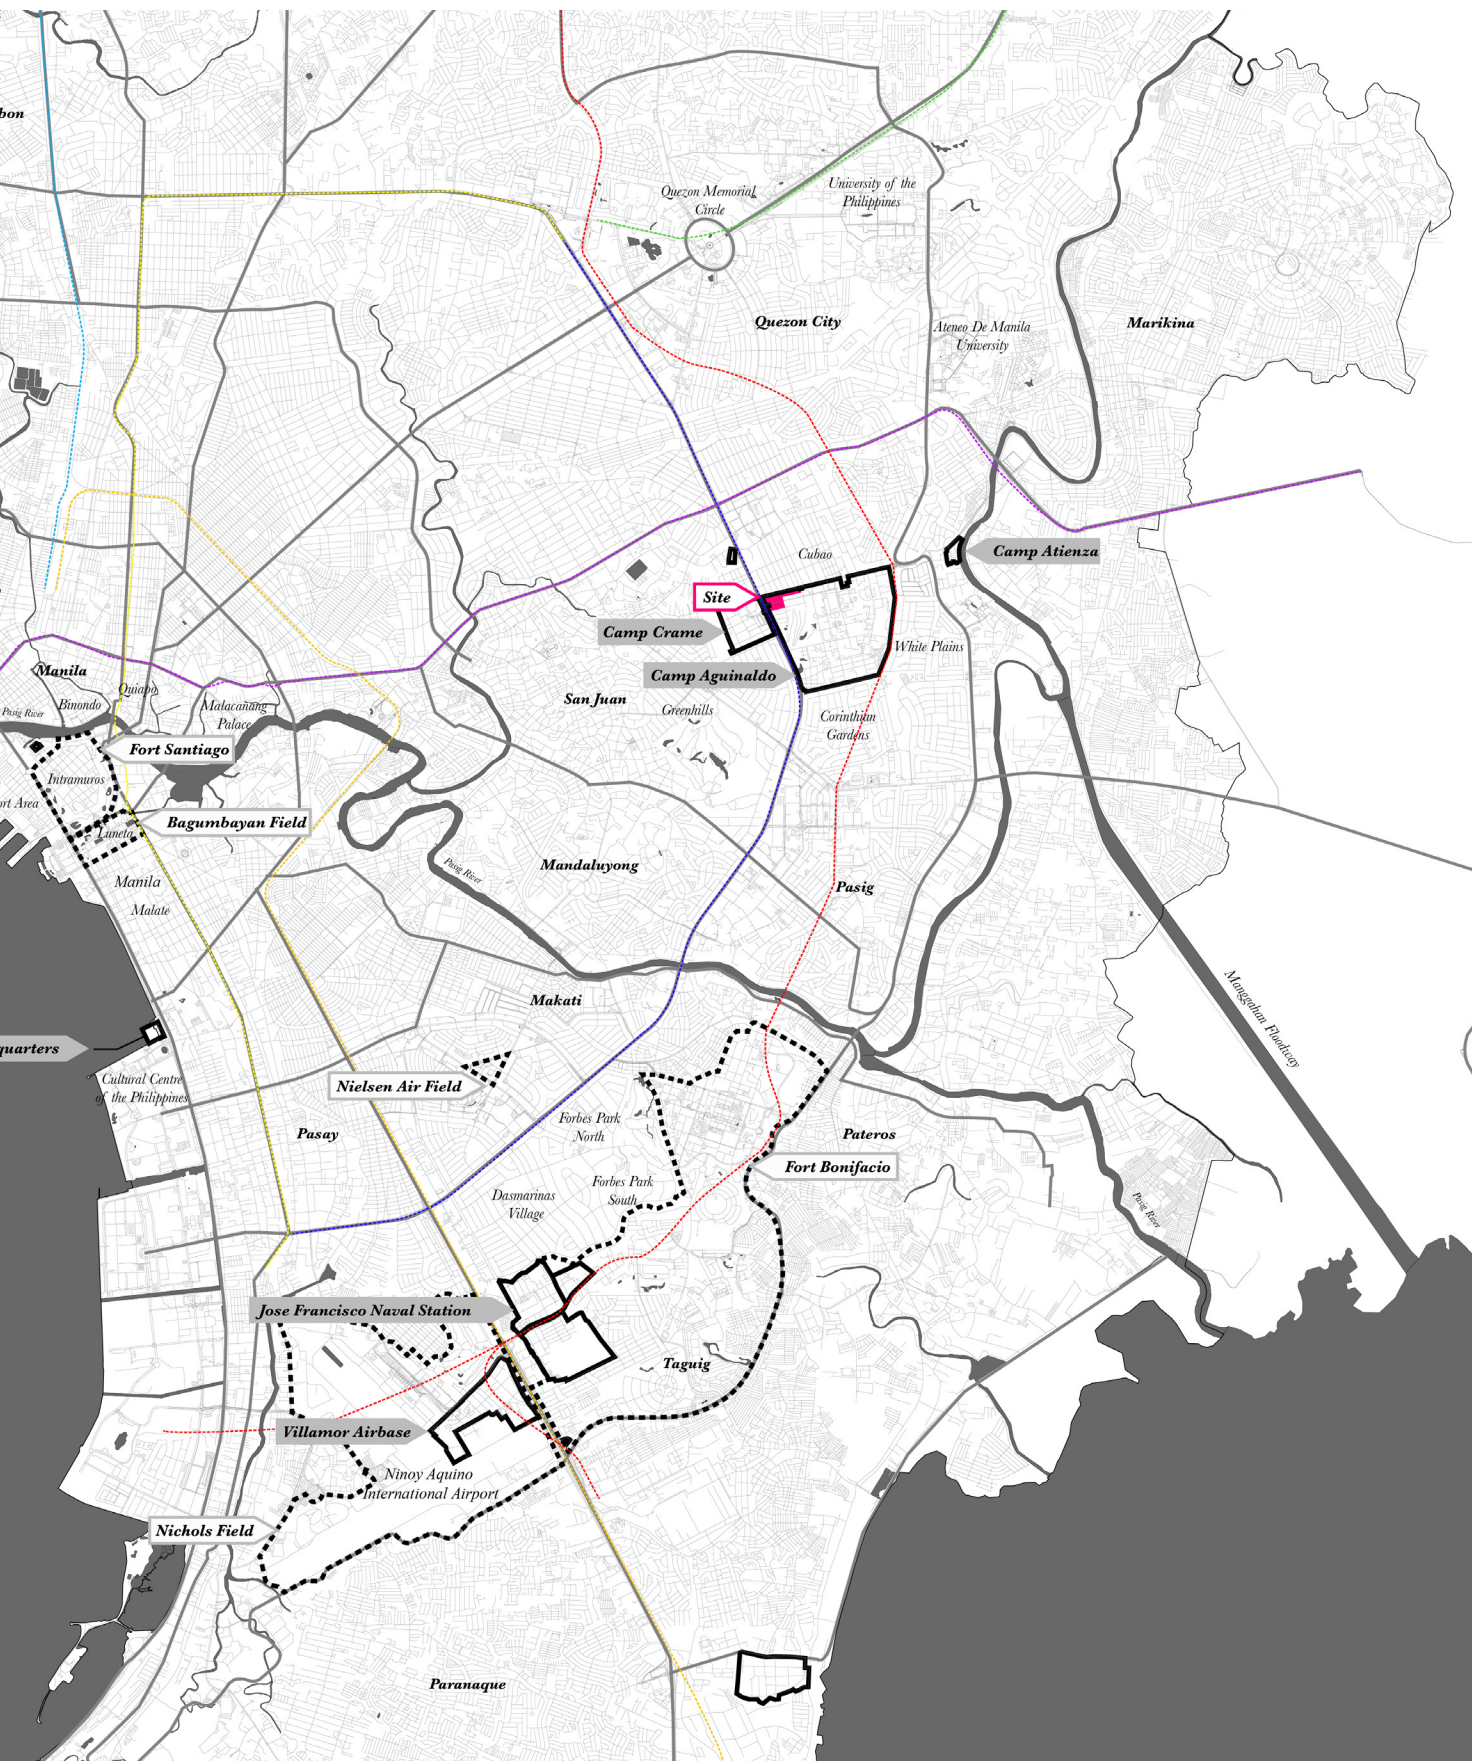 bon
Quezon Memorial
Circle
University of the
Philippines
Quezon City
Ateneo De Manila
University
Marikina
Cubao
Camp Atienza
Site
Camp Crame
White Plains
Camp Aguinaldo
Manila
Quiapo
Binondo
Malacañang
Palace
Pasig River
San Juan
Greenhills
Corinthian
Gardens
Fort Santiago
Intramuros
ort Area
Bagumbayan Field
Luneta
Manila
Malate
Mandaluyong
Pasig River
Pasig
Makati
Manggahan Floodway
quarters
Cultural Centre
of the Philippines
Nielsen Air Field
Forbes Park
North
Pasay
Pateros
Fort Bonifacio
Forbes Park
South
Dasmarinas
Village
Pasig River
Jose Francisco Naval Station
Taguig
Villamor Airbase
Ninoy Aquino
International Airport
Nichols Field
Paranaque